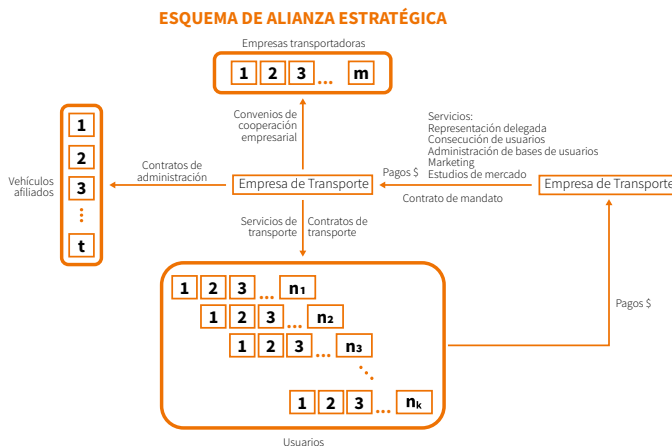 ESQUEMA DE ALIANZA ESTRATÉGICA
Empresas transportadoras
1 2 3 ... m
Convenios de
cooperación
empresarial
Servicios:
Representación delegada
Consecución de usuarios
Administración de bases de usuarios
Marketing
Estudios de mercado
Pagos $
Contrato de mandato
Vehículos
afiliados
1
2
3
...
t
Contratos de
administración
Empresa de Transporte
Empresa de Transporte
Servicios de
transporte
Contratos de
transporte
1 2 3 ... n₁
1 2 3 ... n₂
1 2 3 ... n₃
...
1 2 3 ... nₖ
Pagos $
Usuarios